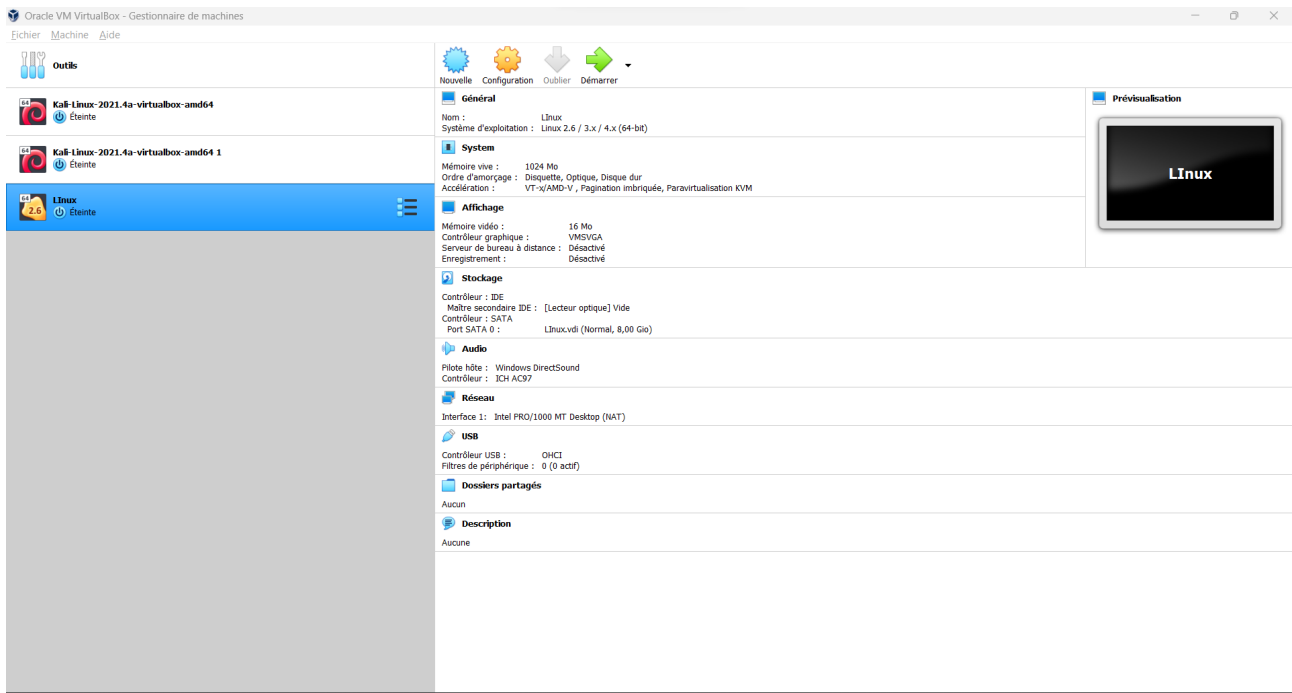 Oracle VM VirtualBox - Gestionnaire de machines
Fichier Machine Aide
Outils
Nouvelle Configuration Oublier Démarrer
64
Kali-Linux-2021.4a-virtualbox-amd64
Éteinte
64
Kali-Linux-2021.4a-virtualbox-amd64 1
Éteinte
64
2.6
LInux
Éteinte
Général
Nom : LInux
Système d'exploitation : Linux 2.6 / 3.x / 4.x (64-bit)
System
Mémoire vive : 1024 Mo
Ordre d'amorçage : Disquette, Optique, Disque dur
Accélération : VT-x/AMD-V , Pagination imbriquée, Paravirtualisation KVM
Affichage
Mémoire vidéo : 16 Mo
Contrôleur graphique : VMSVGA
Serveur de bureau à distance : Désactivé
Enregistrement : Désactivé
Stockage
Contrôleur : IDE
Maître secondaire IDE : [Lecteur optique] Vide
Contrôleur : SATA
Port SATA 0 : LInux.vdi (Normal, 8,00 Gio)
Audio
Pilote hôte : Windows DirectSound
Contrôleur : ICH AC97
Réseau
Interface 1: Intel PRO/1000 MT Desktop (NAT)
USB
Contrôleur USB : OHCI
Filtres de périphérique : 0 (0 actif)
Dossiers partagés
Aucun
Description
Aucune
Prévisualisation
LInux